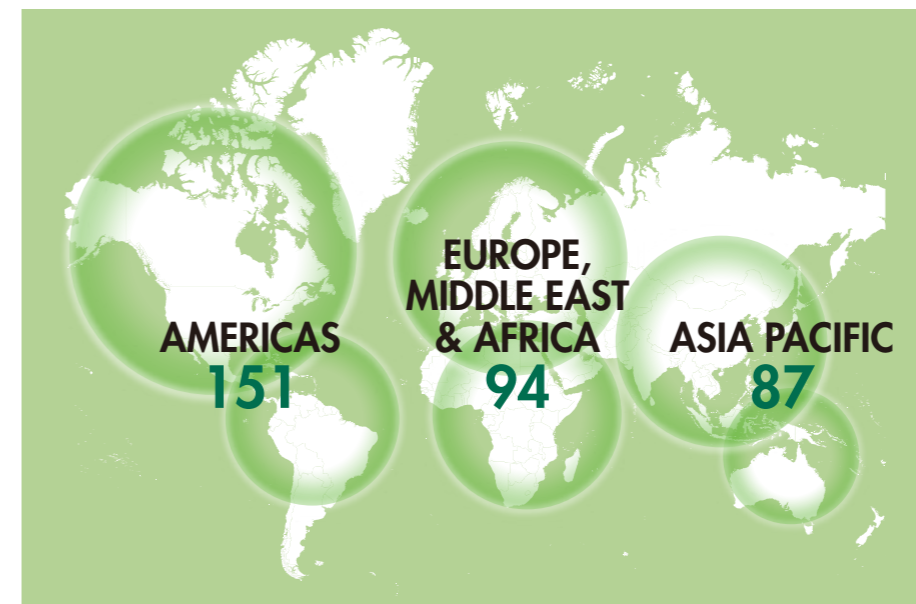 AMERICAS
151
EUROPE,
MIDDLE EAST
& AFRICA
94
ASIA PACIFIC
87